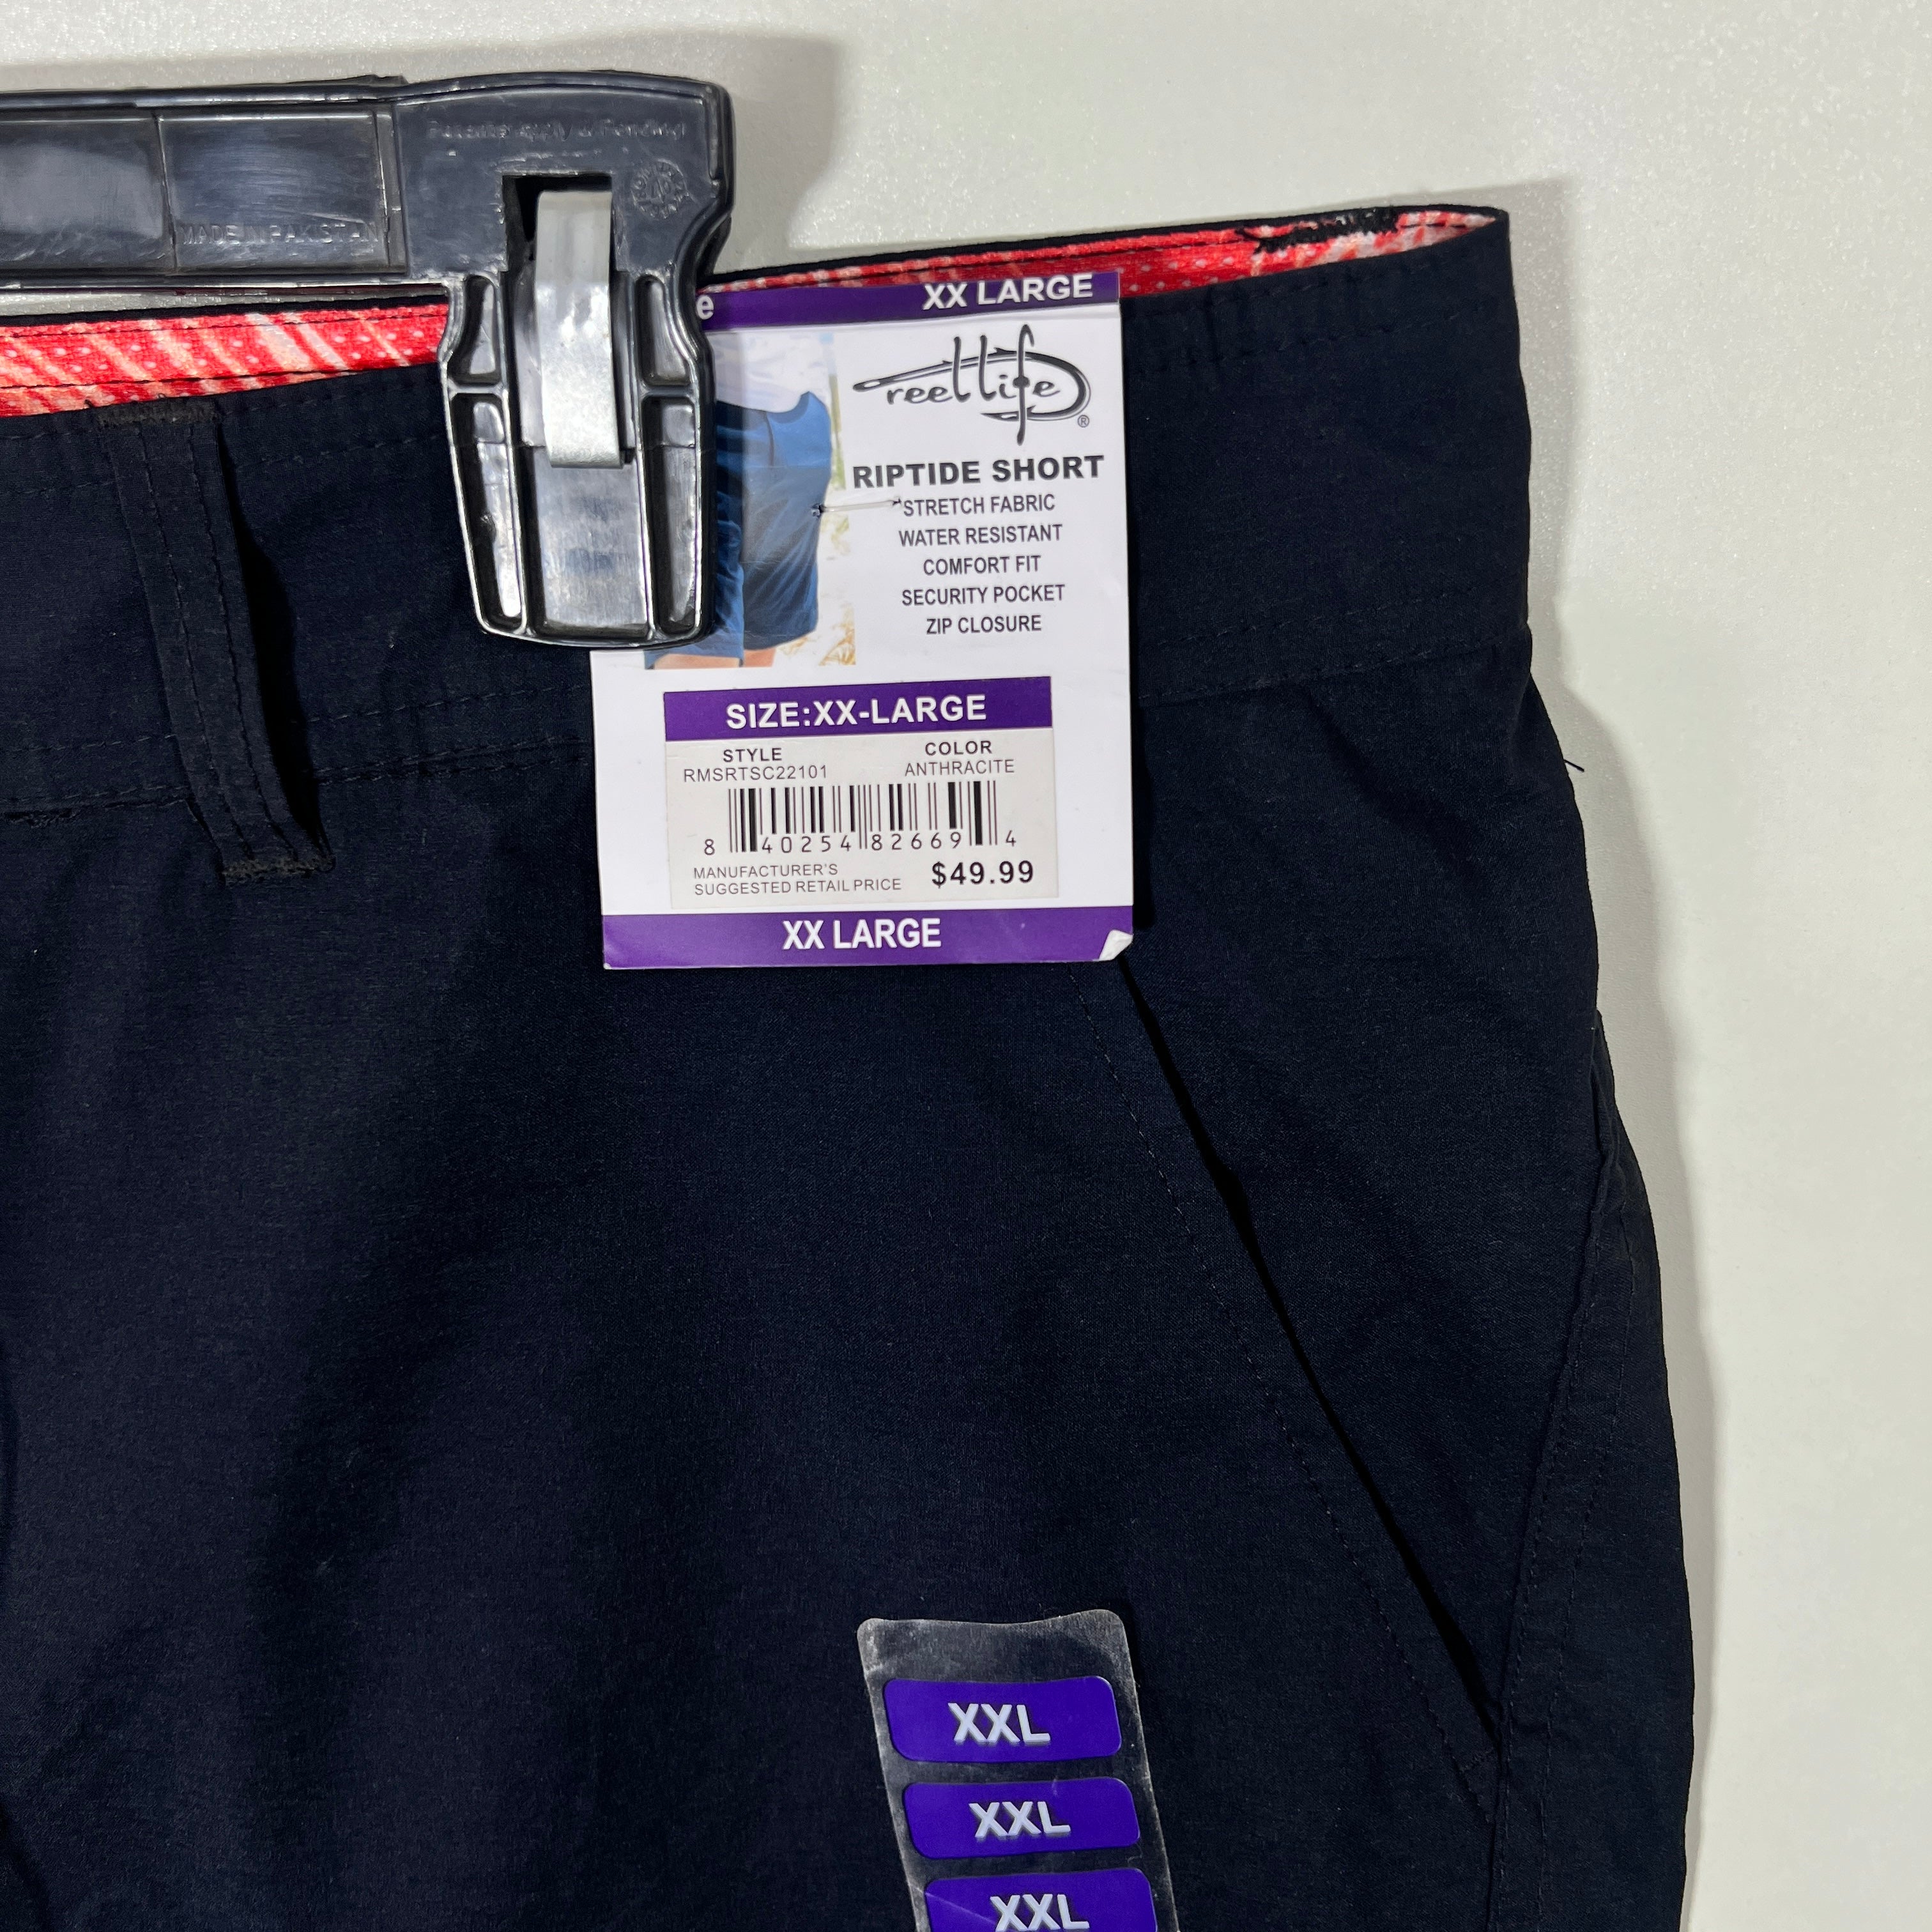 MADE IN PAKISTAN
e XX LARGE
reel life®
RIPTIDE SHORT
STRETCH FABRIC
WATER RESISTANT
COMFORT FIT
SECURITY POCKET
ZIP CLOSURE
SIZE:XX-LARGE
STYLE COLOR
RMSRTSC22101 ANTHRACITE
8 40254 82669 4
MANUFACTURER'S
SUGGESTED RETAIL PRICE $49.99
XX LARGE
XXL
XXL
XXL